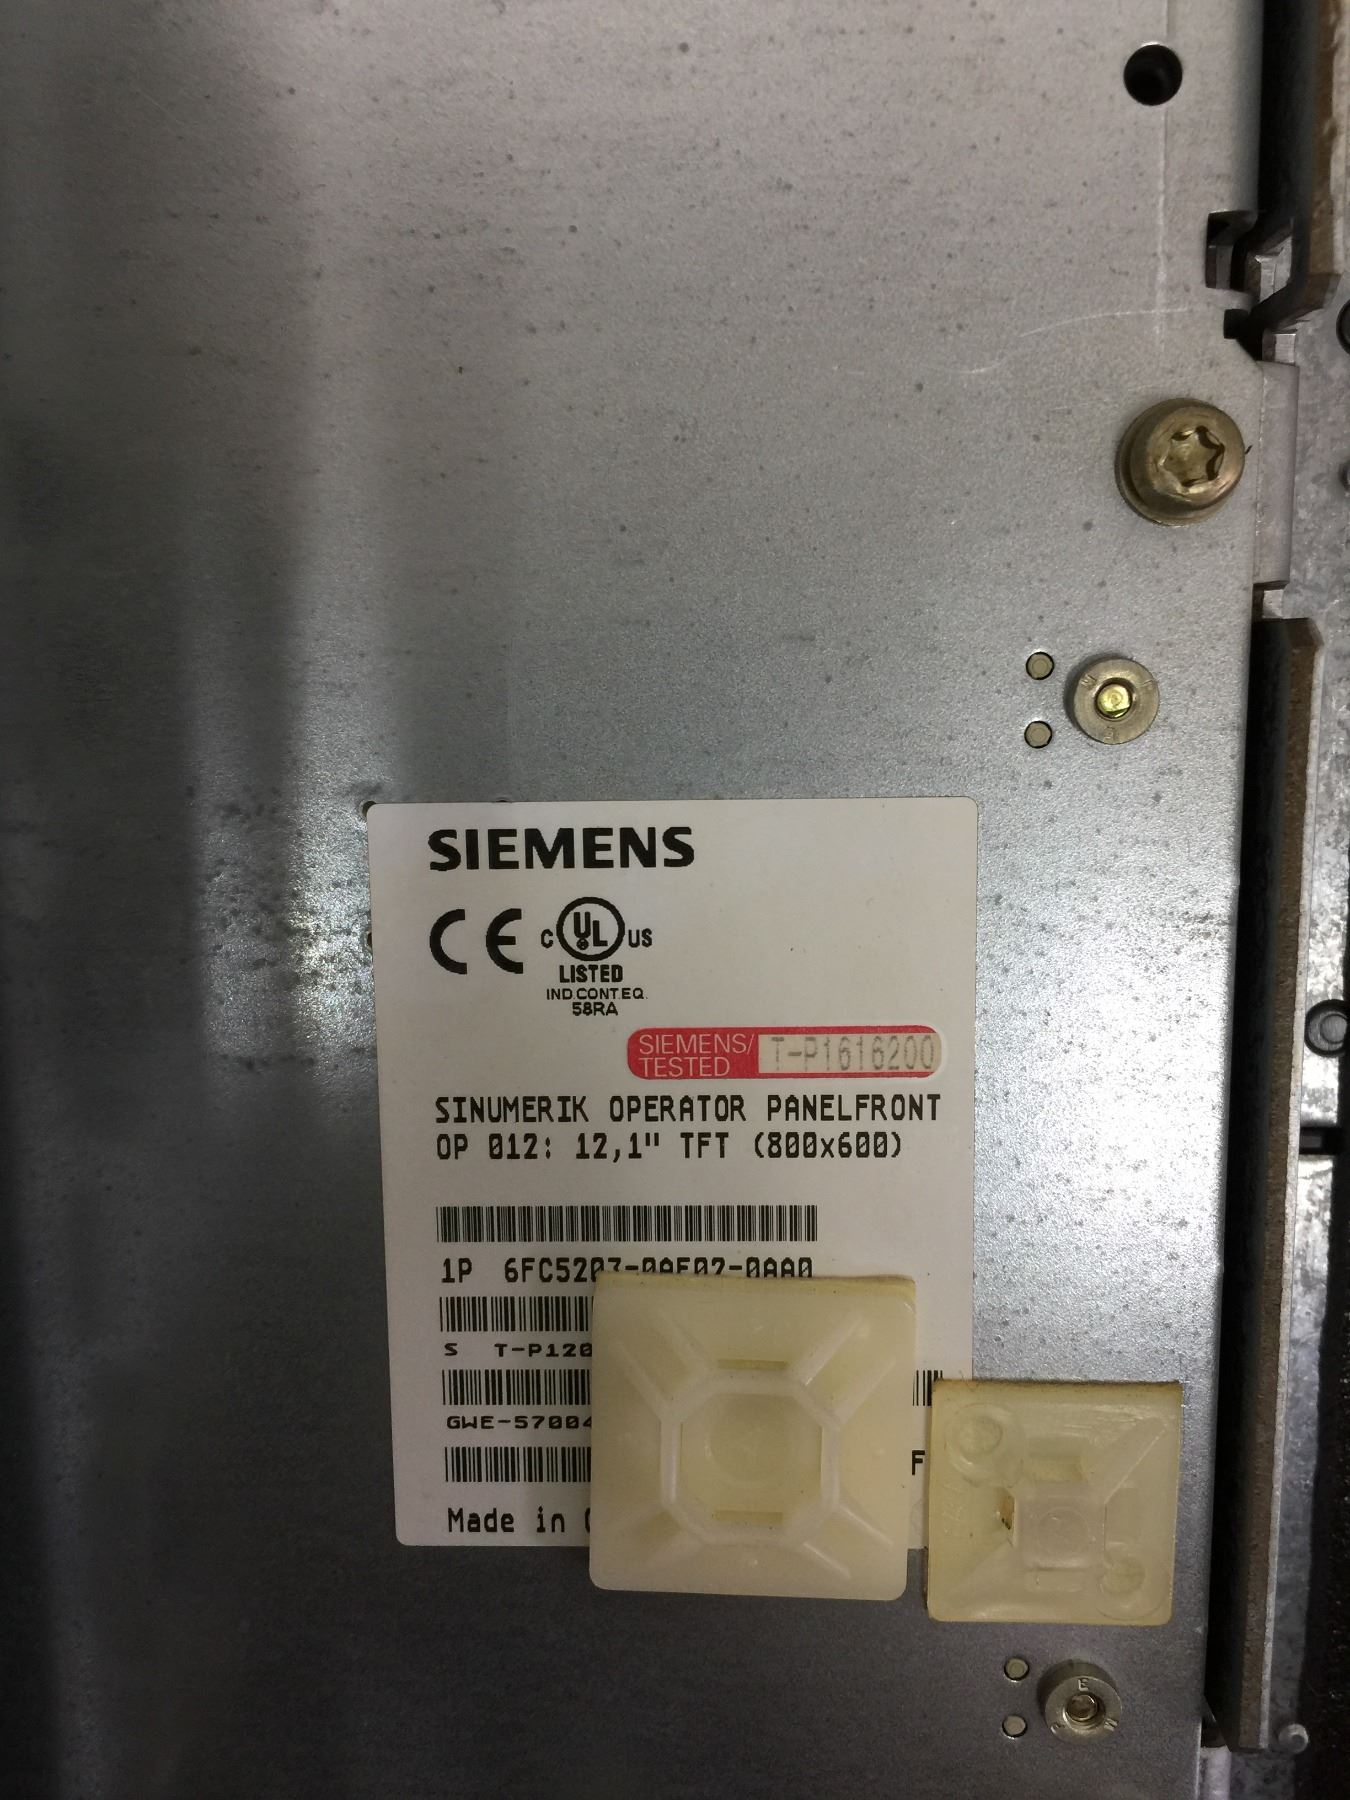 SIEMENS
CE C UL US
LISTED
IND.CONT.EQ.
58RA
SIEMENS/ TESTED T-P1616200
SINUMERIK OPERATOR PANELFRONT
OP 012: 12,1" TFT (800x600)
1P 6FC5203-0AF02-0AA0
S T-P120
GWE-57004
F
Made in